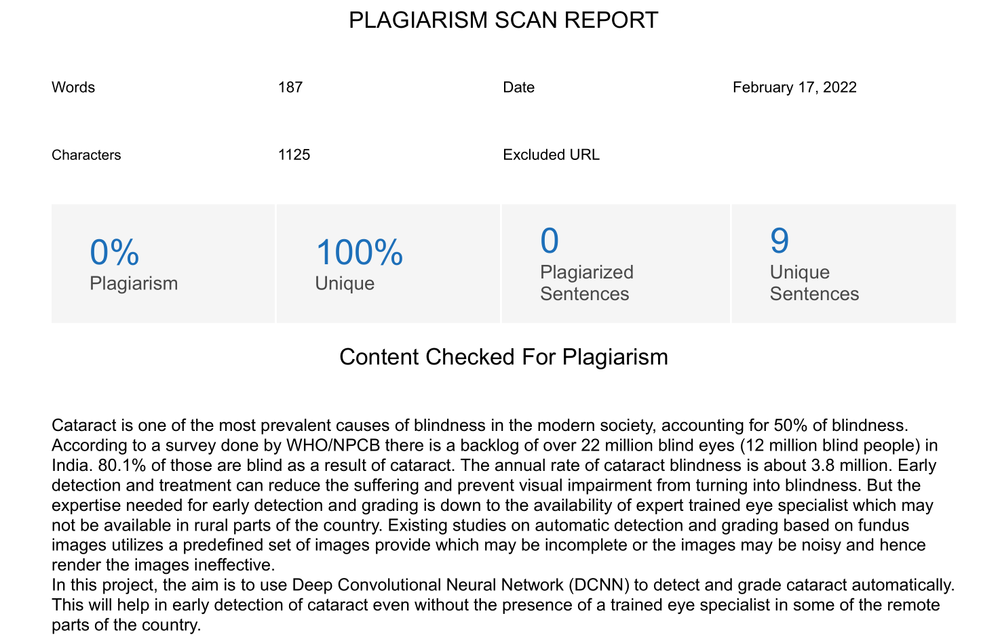 PLAGIARISM SCAN REPORT
Words 187 Date February 17, 2022
Characters 1125 Excluded URL
0% 100% 0 9
Plagiarism Unique Plagiarized Sentences Unique Sentences
Content Checked For Plagiarism
Cataract is one of the most prevalent causes of blindness in the modern society, accounting for 50% of blindness.
According to a survey done by WHO/NPCB there is a backlog of over 22 million blind eyes (12 million blind people) in
India. 80.1% of those are blind as a result of cataract. The annual rate of cataract blindness is about 3.8 million. Early
detection and treatment can reduce the suffering and prevent visual impairment from turning into blindness. But the
expertise needed for early detection and grading is down to the availability of expert trained eye specialist which may
not be available in rural parts of the country. Existing studies on automatic detection and grading based on fundus
images utilizes a predefined set of images provide which may be incomplete or the images may be noisy and hence
render the images ineffective.
In this project, the aim is to use Deep Convolutional Neural Network (DCNN) to detect and grade cataract automatically.
This will help in early detection of cataract even without the presence of a trained eye specialist in some of the remote
parts of the country.